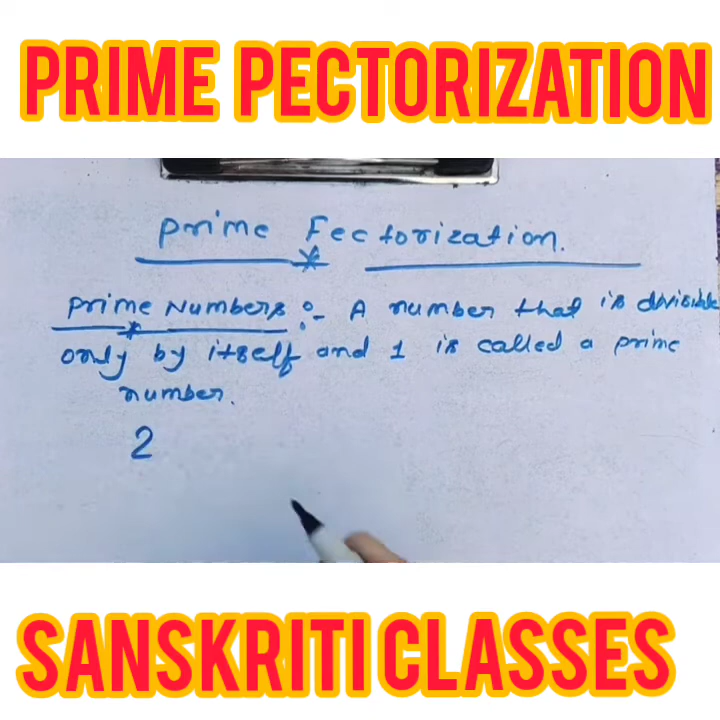 PRIME PECTORIZATION
Prime Fectorization.
Prime Numbers :- A number that is divisible
only by itself and 1 is called a prime
number.
2
SANSKRITI CLASSES